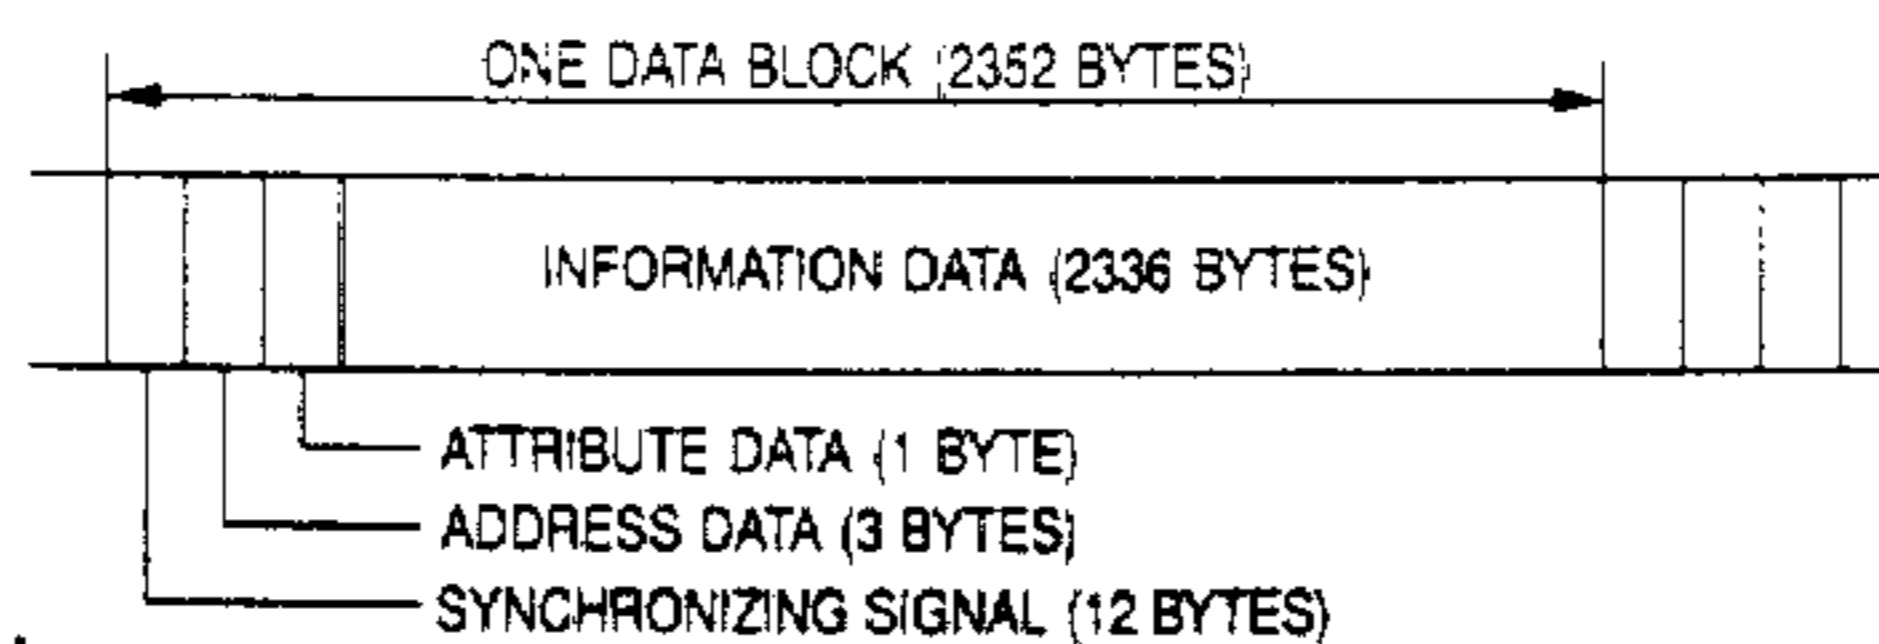 ONE DATA BLOCK (2352 BYTES)
INFORMATION DATA (2336 BYTES)
ATTRIBUTE DATA (1 BYTE)
ADDRESS DATA (3 BYTES)
SYNCHRONIZING SIGNAL (12 BYTES)